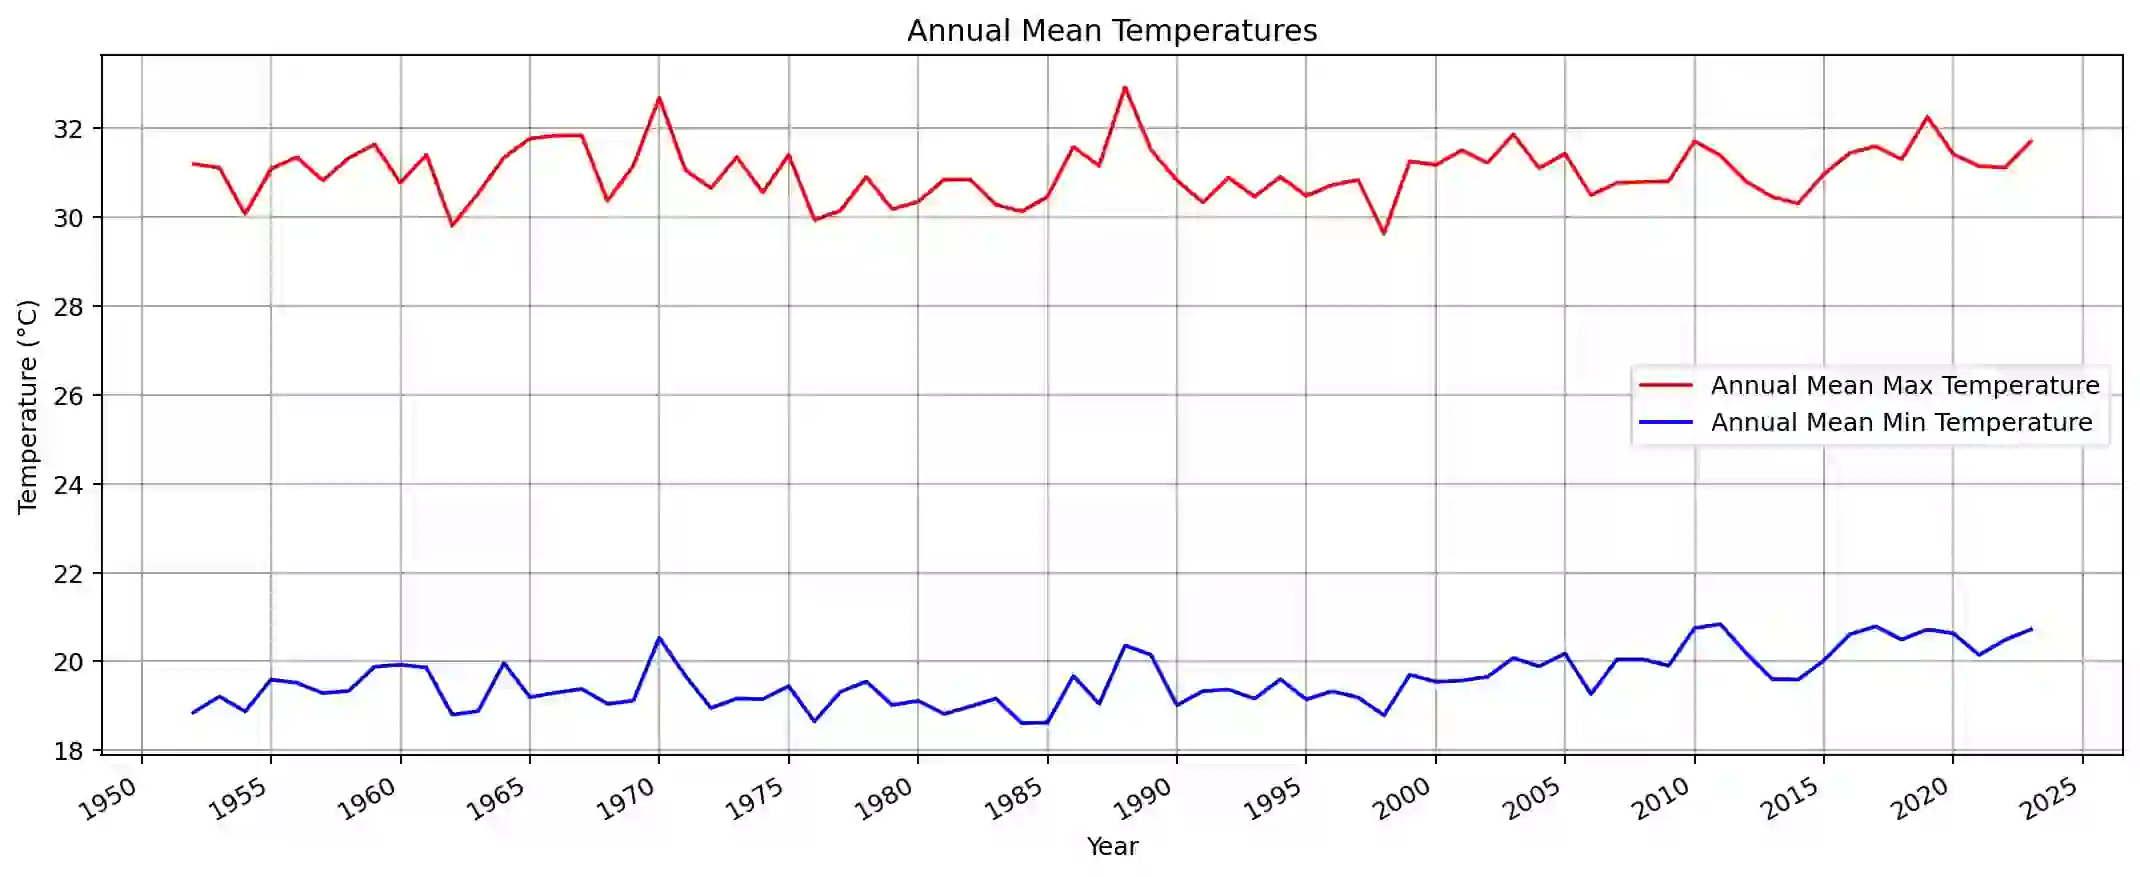 Annual Mean Temperatures
Temperature (°C)
32
30
28
26
24
22
20
18
Annual Mean Max Temperature
Annual Mean Min Temperature
1950 1955 1960 1965 1970 1975 1980 1985 1990 1995 2000 2005 2010 2015 2020 2025
Year